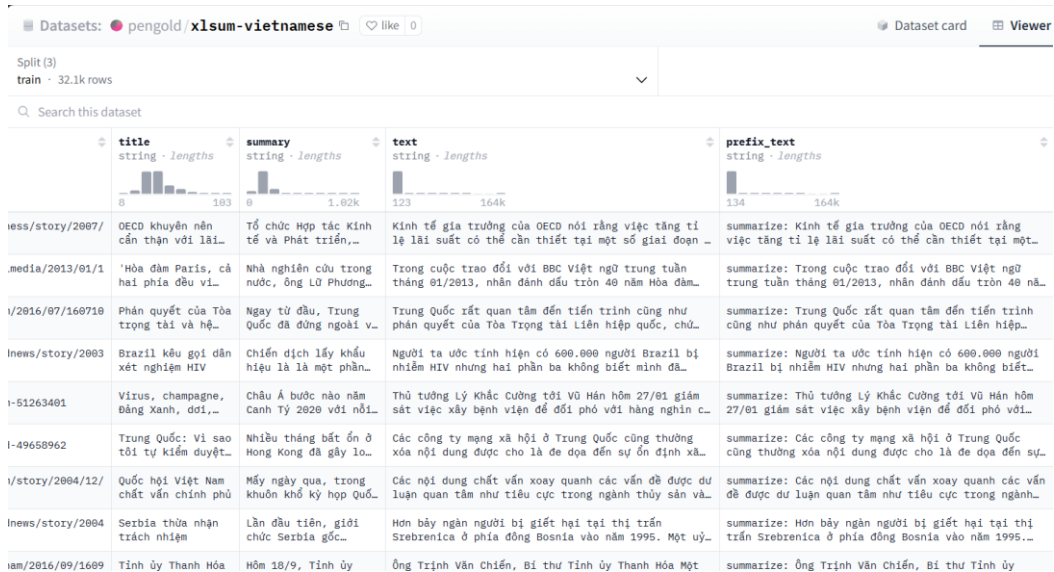 Datasets: pengold/xlsum-vietnamese like 0 Dataset card Viewer
Split (3)
train · 32.1k rows
Search this dataset
title summary text prefix_text
string · lengths string · lengths string · lengths string · lengths
8 103 0 1.02k 123 164k 134 164k
ess/story/2007/ OECD khuyên nên Tổ chức Hợp tác Kinh Kinh tế gia trưởng của OECD nói rằng việc tăng tỉ summarize: Kinh tế gia trưởng của OECD nói rằng
cẩn thận với lãi… tế và Phát triển,… lệ lãi suất có thể cần thiết tại một số giai đoạn … việc tăng tỉ lệ lãi suất có thể cần thiết tại một…
media/2013/01/1 'Hòa đàm Paris, cả Nhà nghiên cứu trong Trong cuộc trao đổi với BBC Việt ngữ trung tuần summarize: Trong cuộc trao đổi với BBC Việt ngữ
hai phía đều vi… nước, ông Lữ Phương… tháng 01/2013, nhân đánh dấu tròn 40 năm Hòa đàm… trung tuần tháng 01/2013, nhân đánh dấu tròn 40 nă…
/2016/07/160710 Phán quyết của Tòa Ngay từ đầu, Trung Trung Quốc rất quan tâm đến tiến trình cũng như summarize: Trung Quốc rất quan tâm đến tiến trình
trọng tài và hệ… Quốc đã đứng ngoài v… phán quyết của Tòa Trọng tài Liên hiệp quốc, chứ… cũng như phán quyết của Tòa Trọng tài Liên hiệp…
dnews/story/2003 Brazil kêu gọi dân Chiến dịch lấy khẩu Người ta ước tính hiện có 600.000 người Brazil bị summarize: Người ta ước tính hiện có 600.000 người
xét nghiệm HIV hiệu là là một phần… nhiễm HIV nhưng hai phần ba không biết mình đã… Brazil bị nhiễm HIV nhưng hai phần ba không biết…
-51263401 Virus, champagne, Châu Á bước vào năm Thủ tướng Lý Khắc Cường tới Vũ Hán hôm 27/01 giám summarize: Thủ tướng Lý Khắc Cường tới Vũ Hán hôm
Đảng Xanh, dơi,… Canh Tý 2020 với nỗi… sát việc xây bệnh viện để đối phó với hàng nghìn c… 27/01 giám sát việc xây bệnh viện để đối phó với…
-49658962 Trung Quốc: Vì sao Nhiều tháng bất ổn ở Các công ty mạng xã hội ở Trung Quốc cũng thường summarize: Các công ty mạng xã hội ở Trung Quốc
tôi tự kiểm duyệt… Hong Kong đã gây lo… xóa nội dung được cho là đe dọa đến sự ổn định xã… cũng thường xóa nội dung được cho là đe dọa đến sự…
/story/2004/12/ Quốc hội Việt Nam Mấy ngày qua, trong Các nội dung chất vấn xoay quanh các vấn đề được dư summarize: Các nội dung chất vấn xoay quanh các vấn
chất vấn chính phủ khuôn khổ kỳ họp Quố… luận quan tâm như tiêu cực trong ngành thủy sản và… đề được dư luận quan tâm như tiêu cực trong ngành…
dnews/story/2004 Serbia thừa nhận Lần đầu tiên, giới Hơn bảy ngàn người bị giết hại tại thị trấn summarize: Hơn bảy ngàn người bị giết hại tại thị
trách nhiệm chức Serbia gốc… Srebrenica ở phía đông Bosnia vào năm 1995. Một uỷ… trấn Srebrenica ở phía đông Bosnia vào năm 1995.…
am/2016/09/1609 Tỉnh ủy Thanh Hóa Hôm 18/9, Tỉnh ủy Ông Trịnh Văn Chiến, Bí thư Tỉnh ủy Thanh Hóa Một summarize: Ông Trịnh Văn Chiến, Bí thư Tỉnh ủy